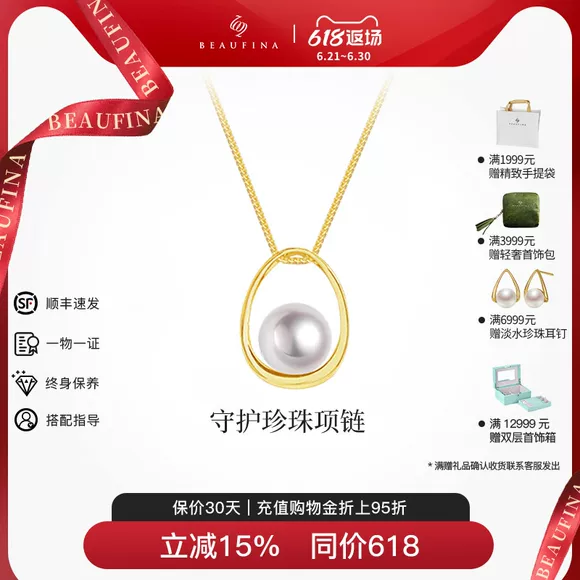 BEAUFINA
618返场
6.21~6.30
BEAUFINA
BEAUFINA
BEAUFINA
满1999元
赠精致手提袋
满3999元
赠轻奢首饰包
满6999元
赠淡水珍珠耳钉
满 12999 元
赠双层首饰箱
*满赠礼品确认收货联系客服发出
SF
顺丰速发
一物一证
终身保养
搭配指导
守护珍珠项链
保价30天|充值购物金折上95折
立减15% 同价618
BEAUFINA